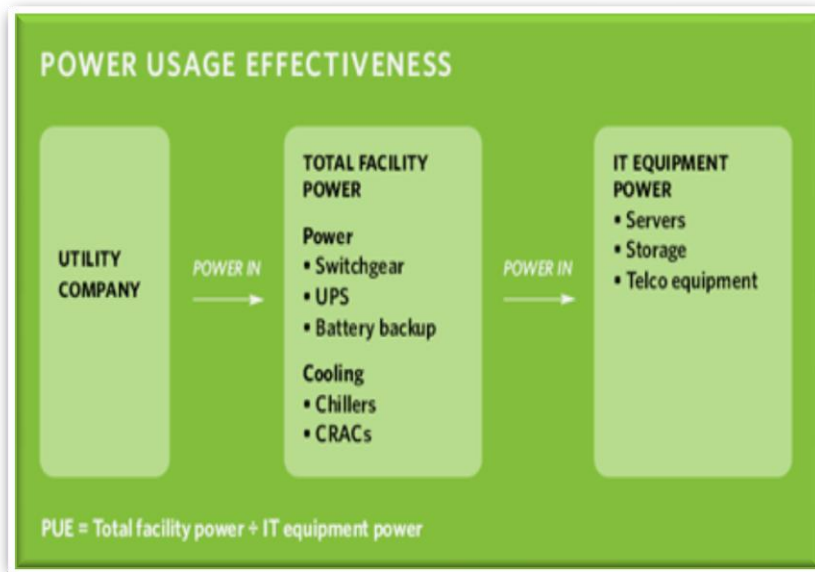 POWER USAGE EFFECTIVENESS
UTILITY
COMPANY
POWER IN
TOTAL FACILITY
POWER
Power
• Switchgear
• UPS
• Battery backup
Cooling
• Chillers
• CRACs
POWER IN
IT EQUIPMENT
POWER
• Servers
• Storage
• Telco equipment
PUE = Total facility power ÷ IT equipment power